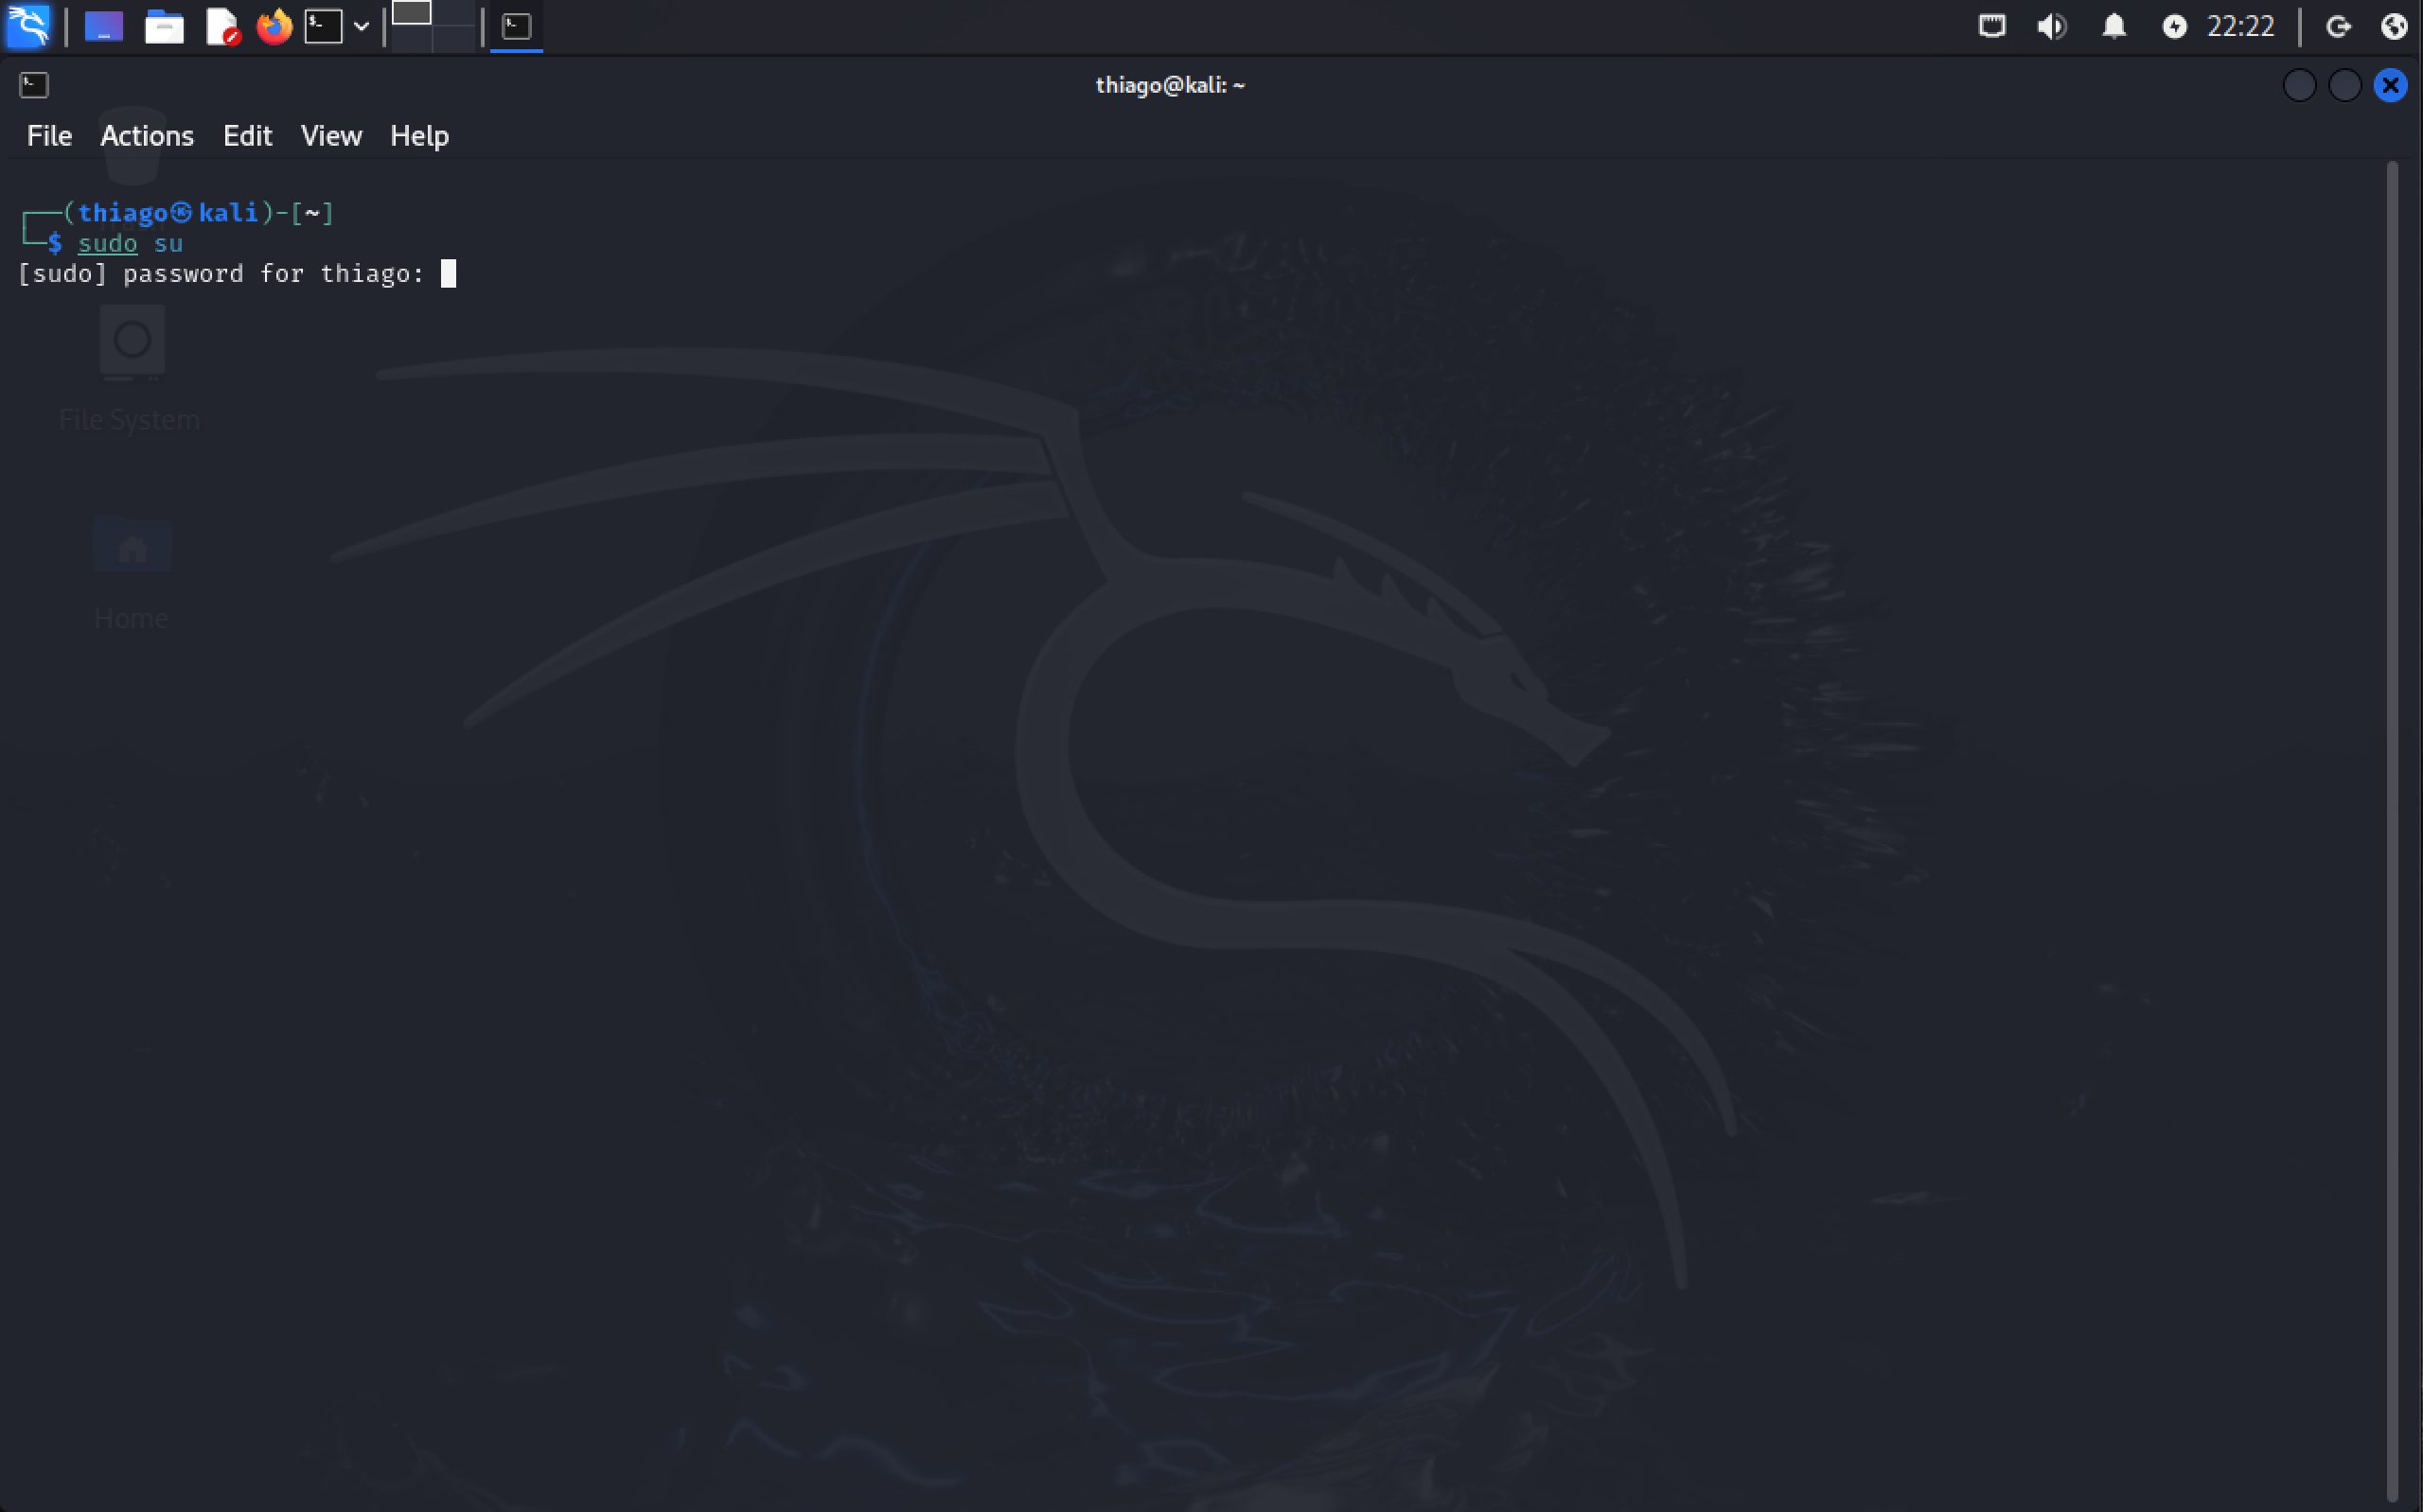 22:22
thiago@kali: ~
File Actions Edit View Help
┌──(thiago㉿kali)-[~]
└─$ sudo su
[sudo] password for thiago:
Trash
File System
Home